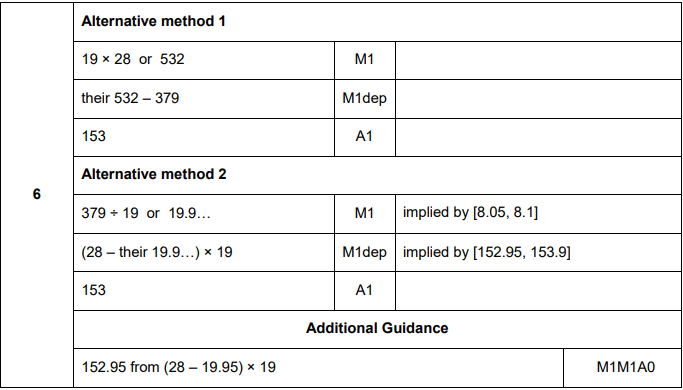 Alternative method 1
19 × 28 or 532 M1
their 532 – 379 M1dep
153 A1
Alternative method 2
6
379 ÷ 19 or 19.9… M1 implied by [8.05, 8.1]
(28 – their 19.9…) × 19 M1dep implied by [152.95, 153.9]
153 A1
Additional Guidance
152.95 from (28 – 19.95) × 19 M1M1A0